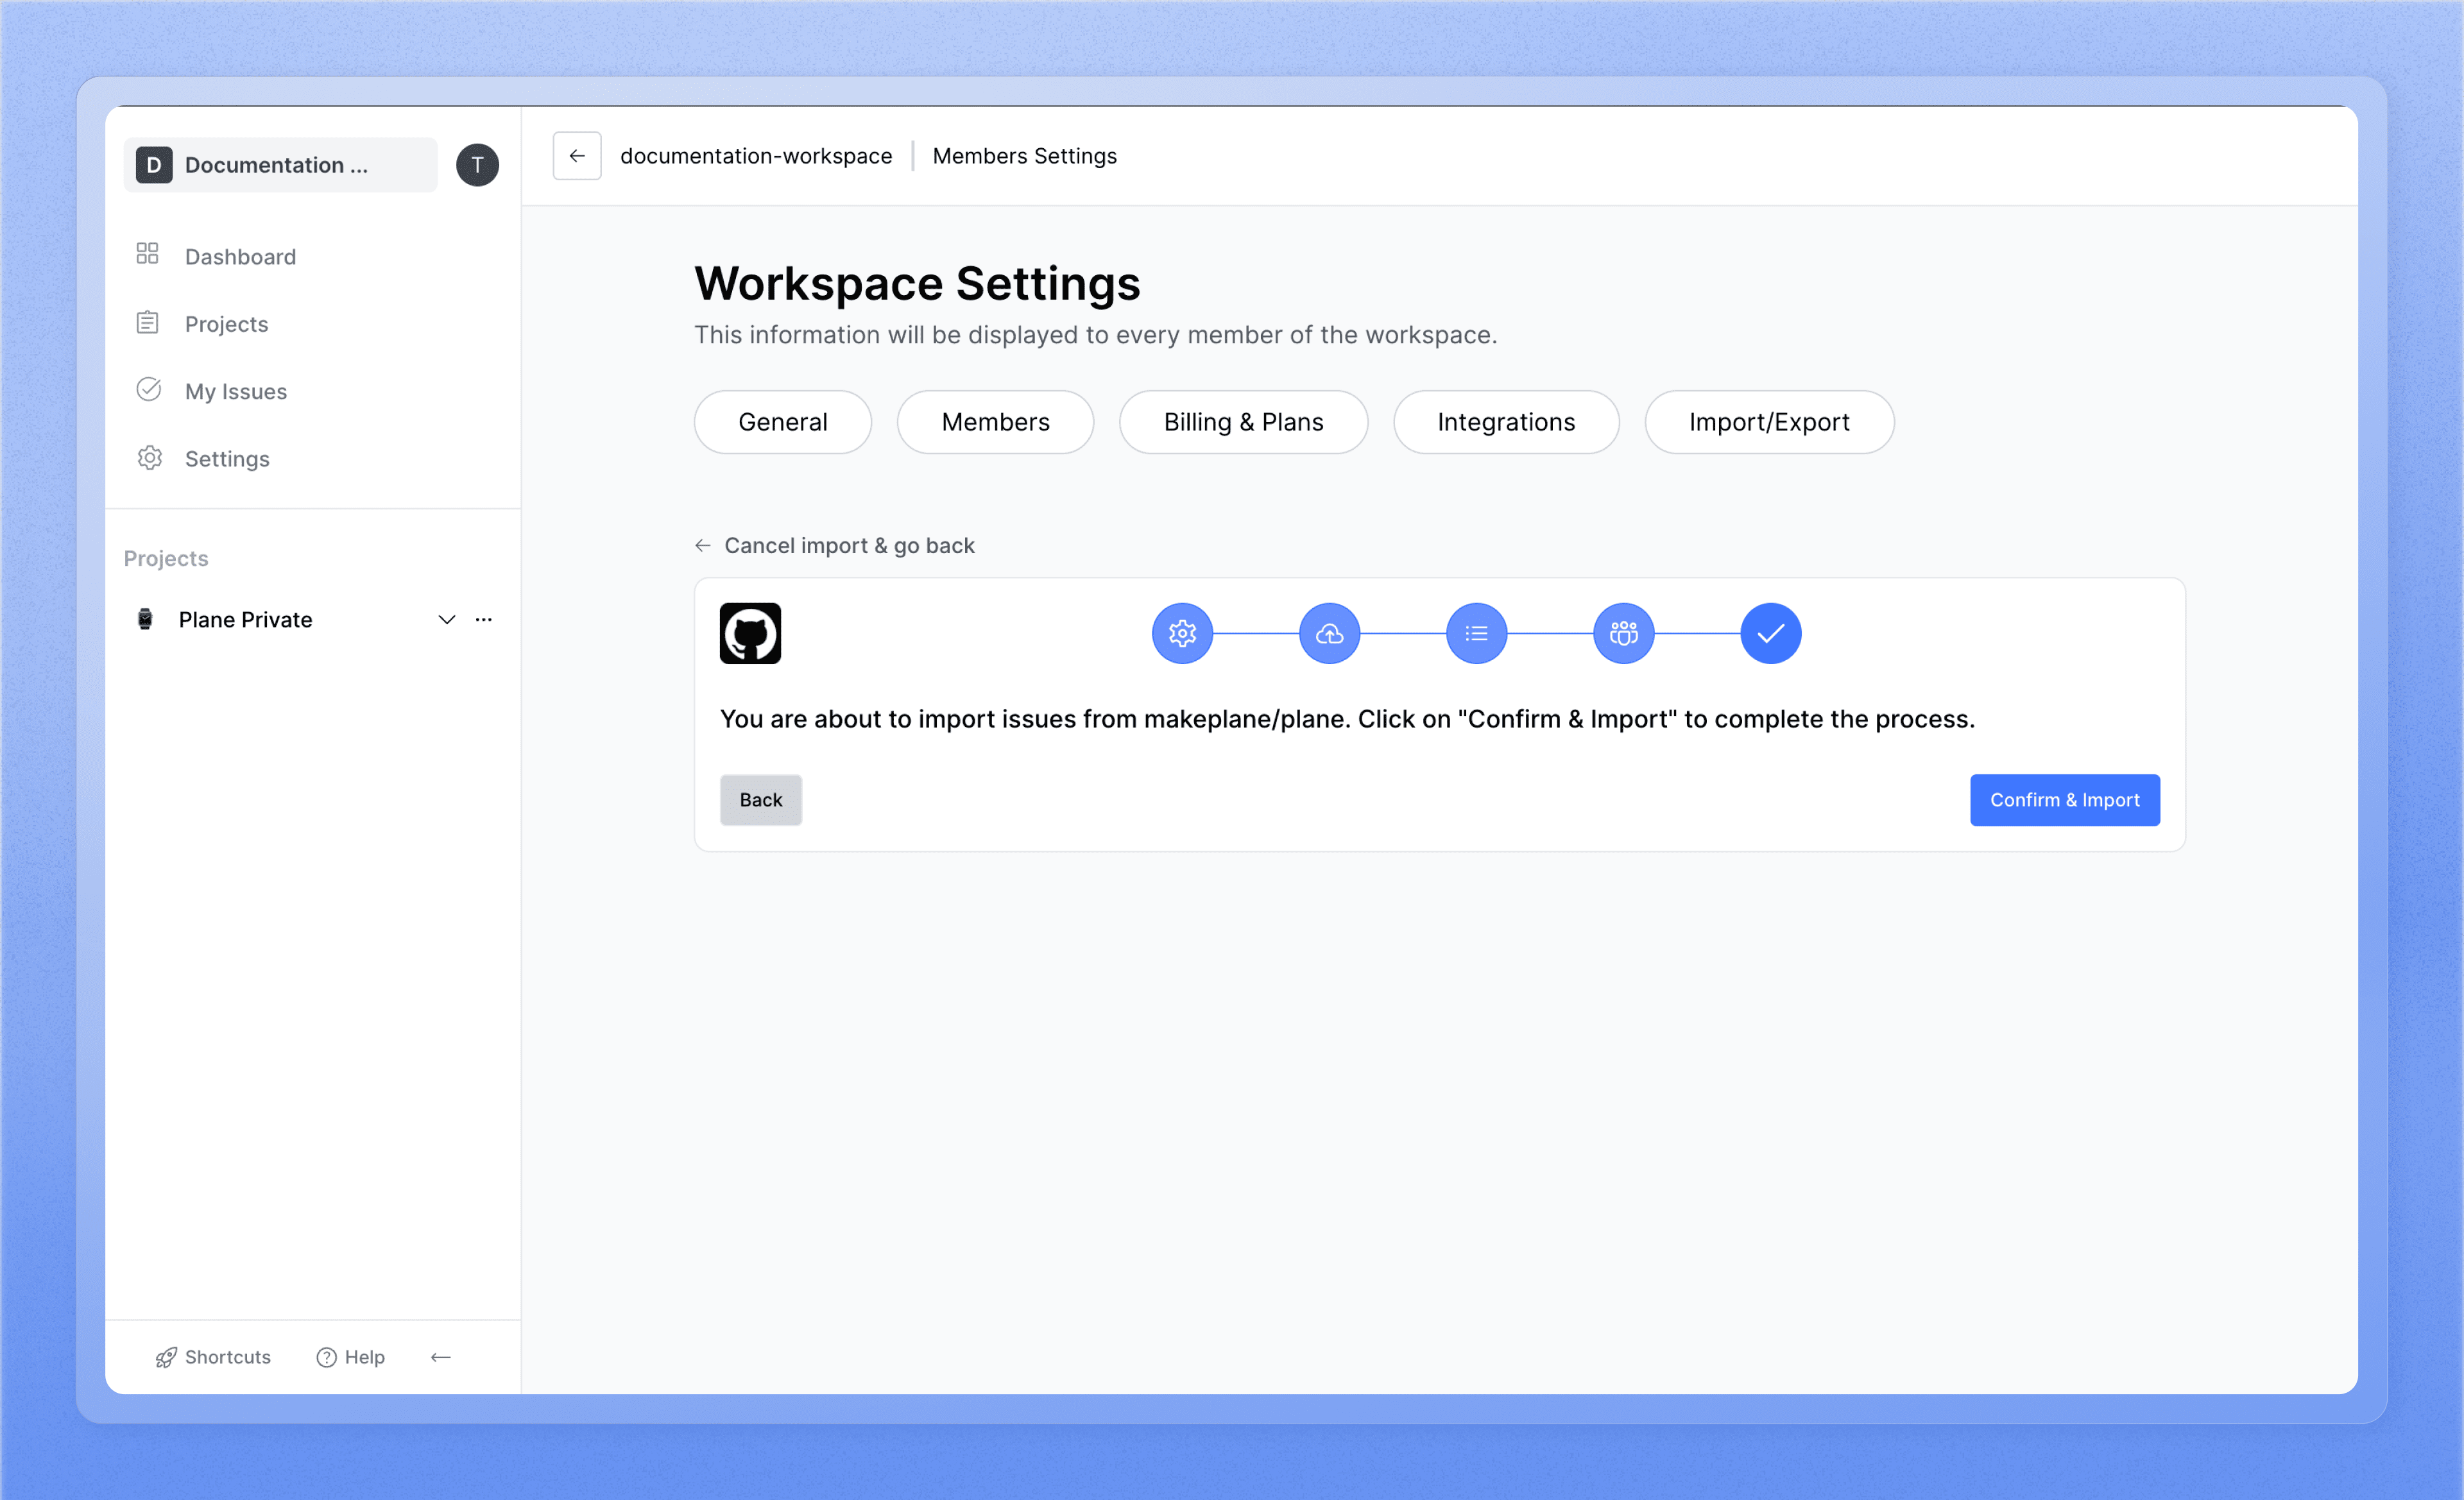 D Documentation ... T
Dashboard
Projects
My Issues
Settings
Projects
Plane Private
Shortcuts Help
documentation-workspace Members Settings
Workspace Settings
This information will be displayed to every member of the workspace.
General Members Billing & Plans Integrations Import/Export
Cancel import & go back
You are about to import issues from makeplane/plane. Click on "Confirm & Import" to complete the process.
Back Confirm & Import